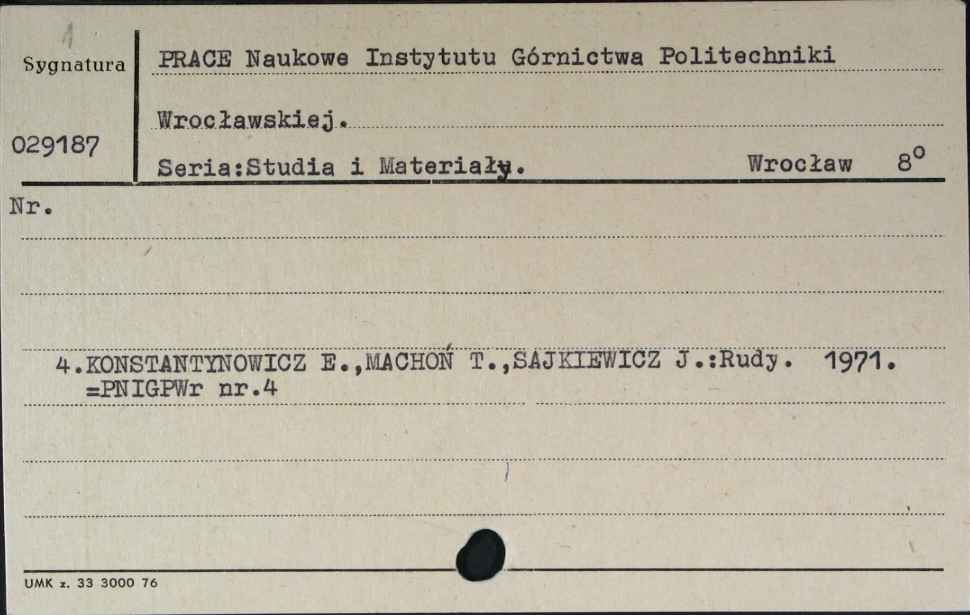 1
Sygnatura
029187
PRACE Naukowe Instytutu Górnictwa Politechniki
Wrocławskiej.
Seria:Studia i Materiały. Wrocław 8º
Nr.
4.KONSTANTYNOWICZ E.,MACHOŃ T.,SAJKIEWICZ J.:Rudy. 1971.
=PNIGPWr nr.4
UMK z. 33 3000 76